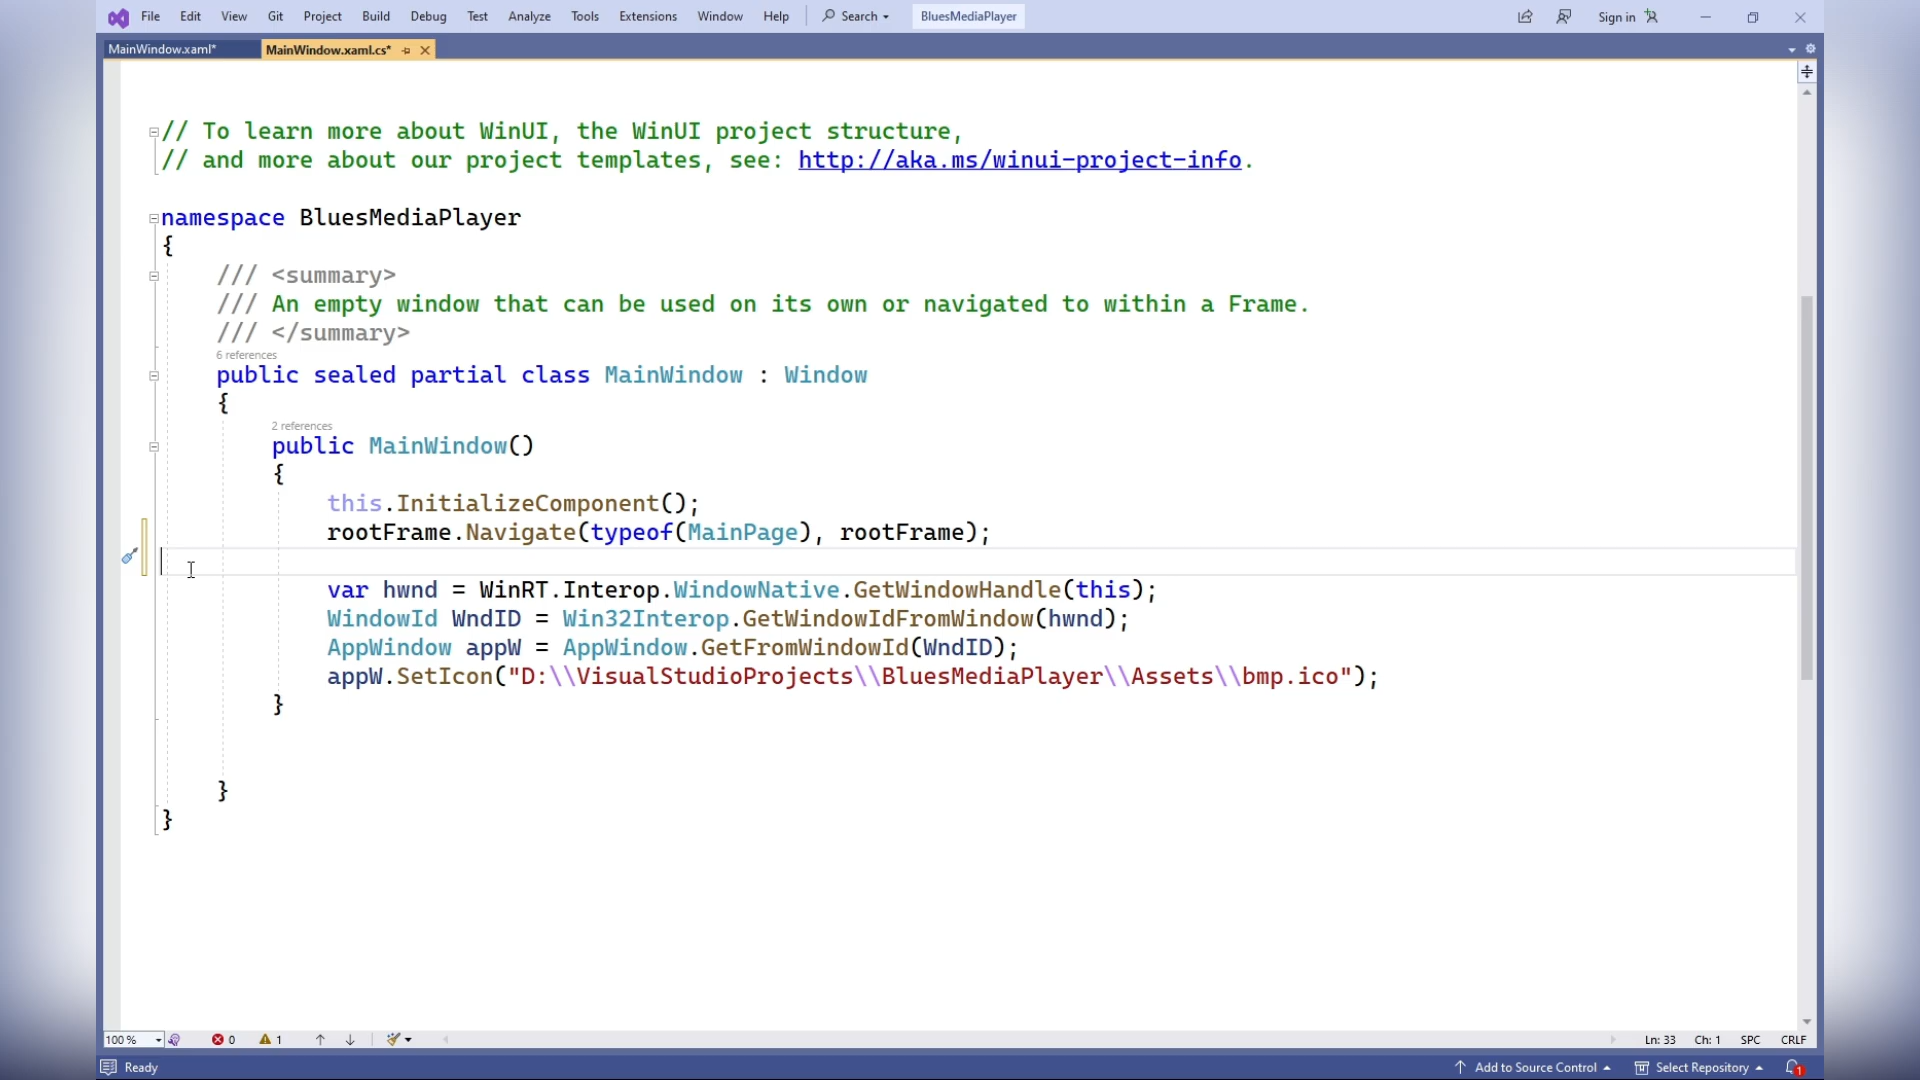 File Edit View Git Project Build Debug Test Analyze Tools Extensions Window Help Search BluesMediaPlayer Sign in
MainWindow.xaml* MainWindow.xaml.cs*
// To learn more about WinUI, the WinUI project structure,
// and more about our project templates, see: http://aka.ms/winui-project-info.
namespace BluesMediaPlayer
{
/// <summary>
/// An empty window that can be used on its own or navigated to within a Frame.
/// </summary>
6 references
public sealed partial class MainWindow : Window
{
2 references
public MainWindow()
{
this.InitializeComponent();
rootFrame.Navigate(typeof(MainPage), rootFrame);
var hwnd = WinRT.Interop.WindowNative.GetWindowHandle(this);
WindowId WndID = Win32Interop.GetWindowIdFromWindow(hwnd);
AppWindow appW = AppWindow.GetFromWindowId(WndID);
appW.SetIcon("D:\\VisualStudioProjects\\BluesMediaPlayer\\Assets\\bmp.ico");
}
}
}
100 % 0 1 Ln: 33 Ch: 1 SPC CRLF
Ready Add to Source Control Select Repository 1